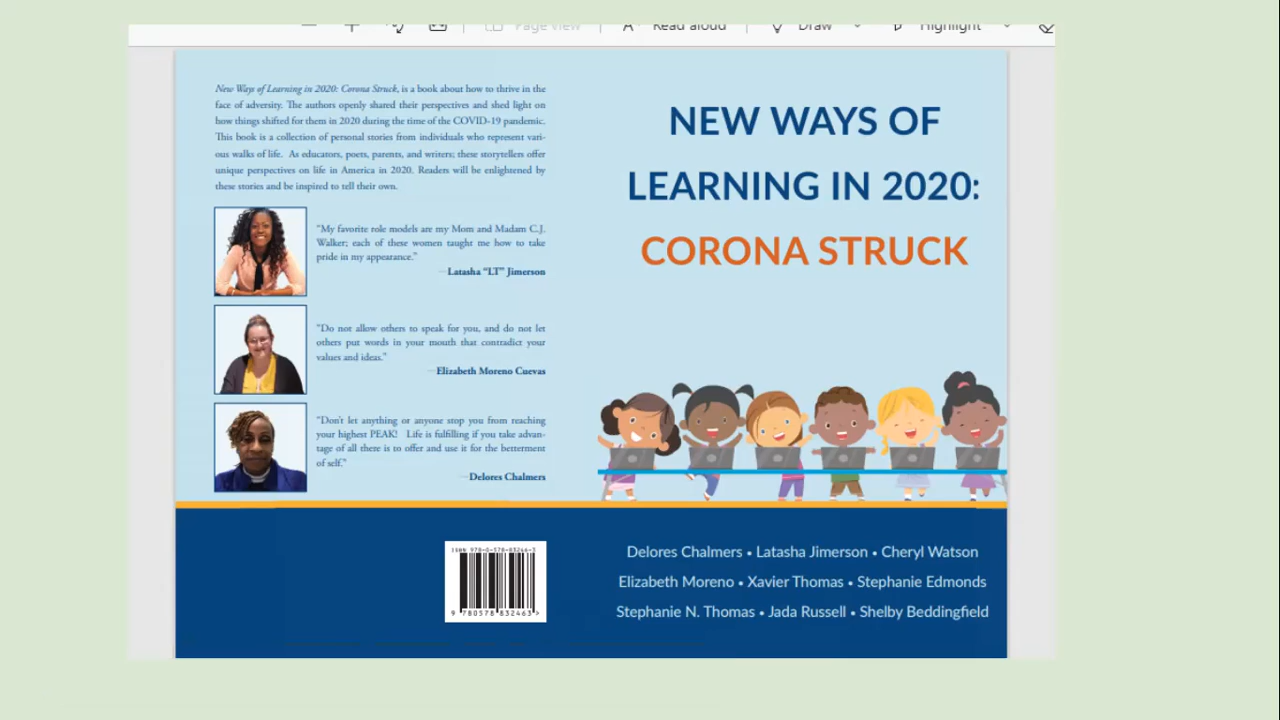 Page view
Read aloud
Draw
Highlight
New Ways of Learning in 2020: Corona Struck, is a book about how to thrive in the
face of adversity. The authors openly shared their perspectives and shed light on
how things shifted for them in 2020 during the time of the COVID-19 pandemic.
This book is a collection of personal stories from individuals who represent vari-
ous walks of life. As educators, poets, parents, and writers; these storytellers offer
unique perspectives on life in America in 2020. Readers will be enlightened by
these stories and be inspired to tell their own.
"My favorite role models are my Mom and Madam C.J.
Walker; each of these women taught me how to take
pride in my appearance."
—Latasha "LT" Jimerson
"Do not allow others to speak for you, and do not let
others put words in your mouth that contradict your
values and ideas."
—Elizabeth Moreno Cuevas
"Don't let anything or anyone stop you from reaching
your highest PEAK! Life is fulfilling if you take advan-
tage of all there is to offer and use it for the betterment
of self."
—Delores Chalmers
ISBN 978-0-578-83246-3
9 780578 832463 >
NEW WAYS OF
LEARNING IN 2020:
CORONA STRUCK
Delores Chalmers • Latasha Jimerson • Cheryl Watson
Elizabeth Moreno • Xavier Thomas • Stephanie Edmonds
Stephanie N. Thomas • Jada Russell • Shelby Beddingfield